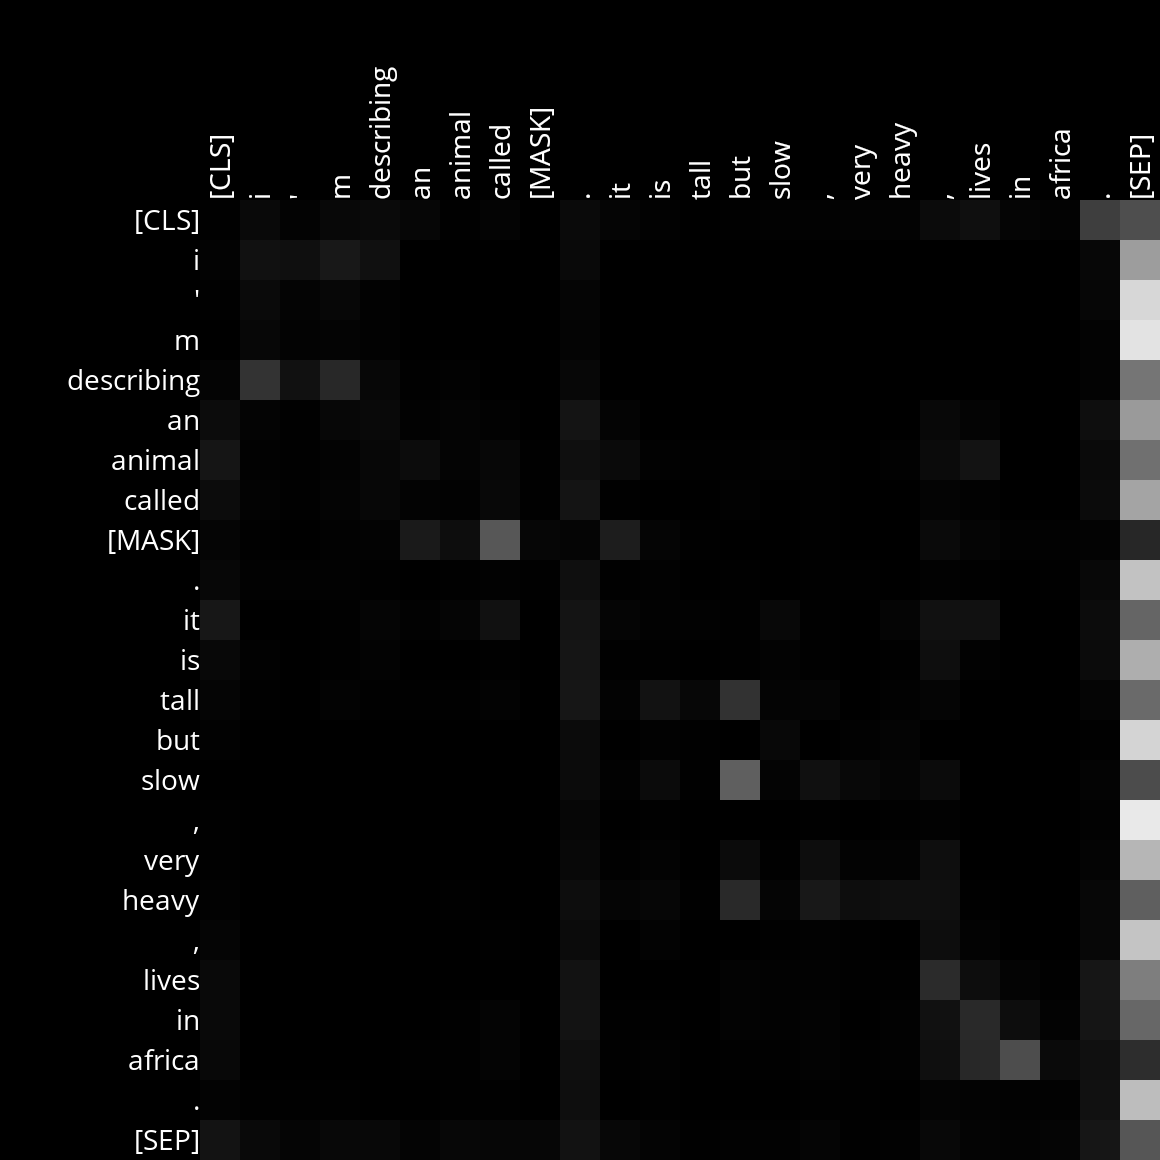 [CLS] i ' m describing an animal called [MASK] . it is tall but slow , very heavy , lives in africa . [SEP]
[CLS]
i
'
m
describing
an
animal
called
[MASK]
.
it
is
tall
but
slow
,
very
heavy
,
lives
in
africa
.
[SEP]